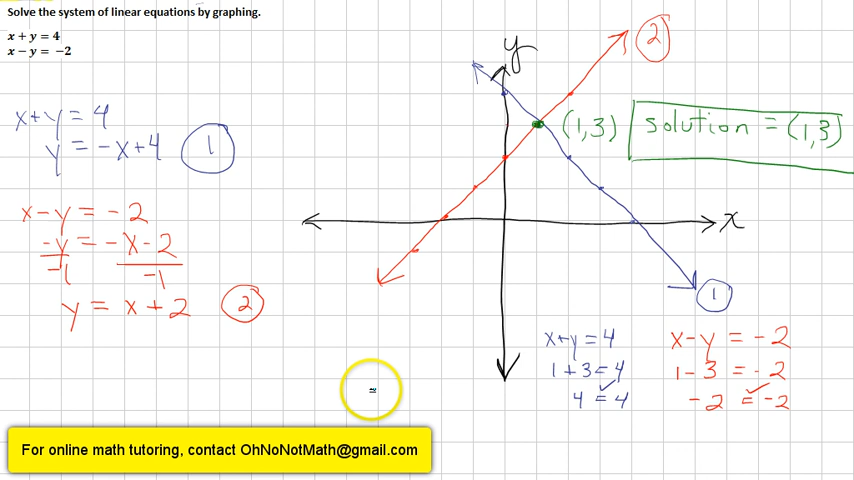 Solve the system of linear equations by graphing.
x + y = 4
x − y = −2
x+y = 4
y = -x+4 1
x-y = -2
-y = -x-2
-1 -1
y = x + 2 2
y
2
(1,3)
solution = (1,3)
x
1
x+y=4
1+3=4
4 = 4
x-y = -2
1-3 = -2
-2 = -2
For online math tutoring, contact OhNoNotMath@gmail.com